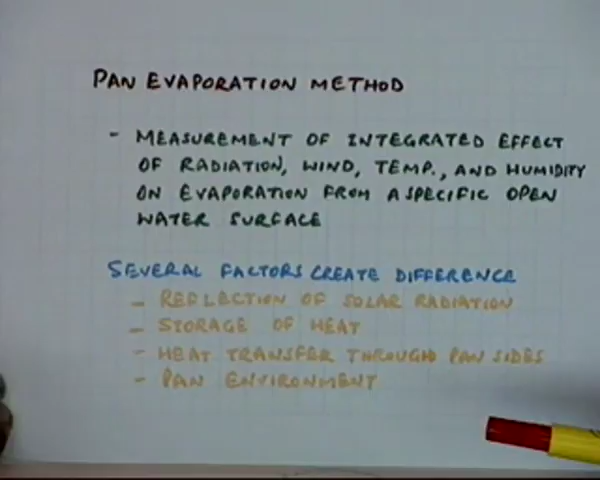 PAN EVAPORATION METHOD
- MEASUREMENT OF INTEGRATED EFFECT
OF RADIATION, WIND, TEMP., AND HUMIDITY
ON EVAPORATION FROM A SPECIFIC OPEN
WATER SURFACE
SEVERAL FACTORS CREATE DIFFERENCE
- REFLECTION OF SOLAR RADIATION
- STORAGE OF HEAT
- HEAT TRANSFER THROUGH PAN SIDES
- PAN ENVIRONMENT